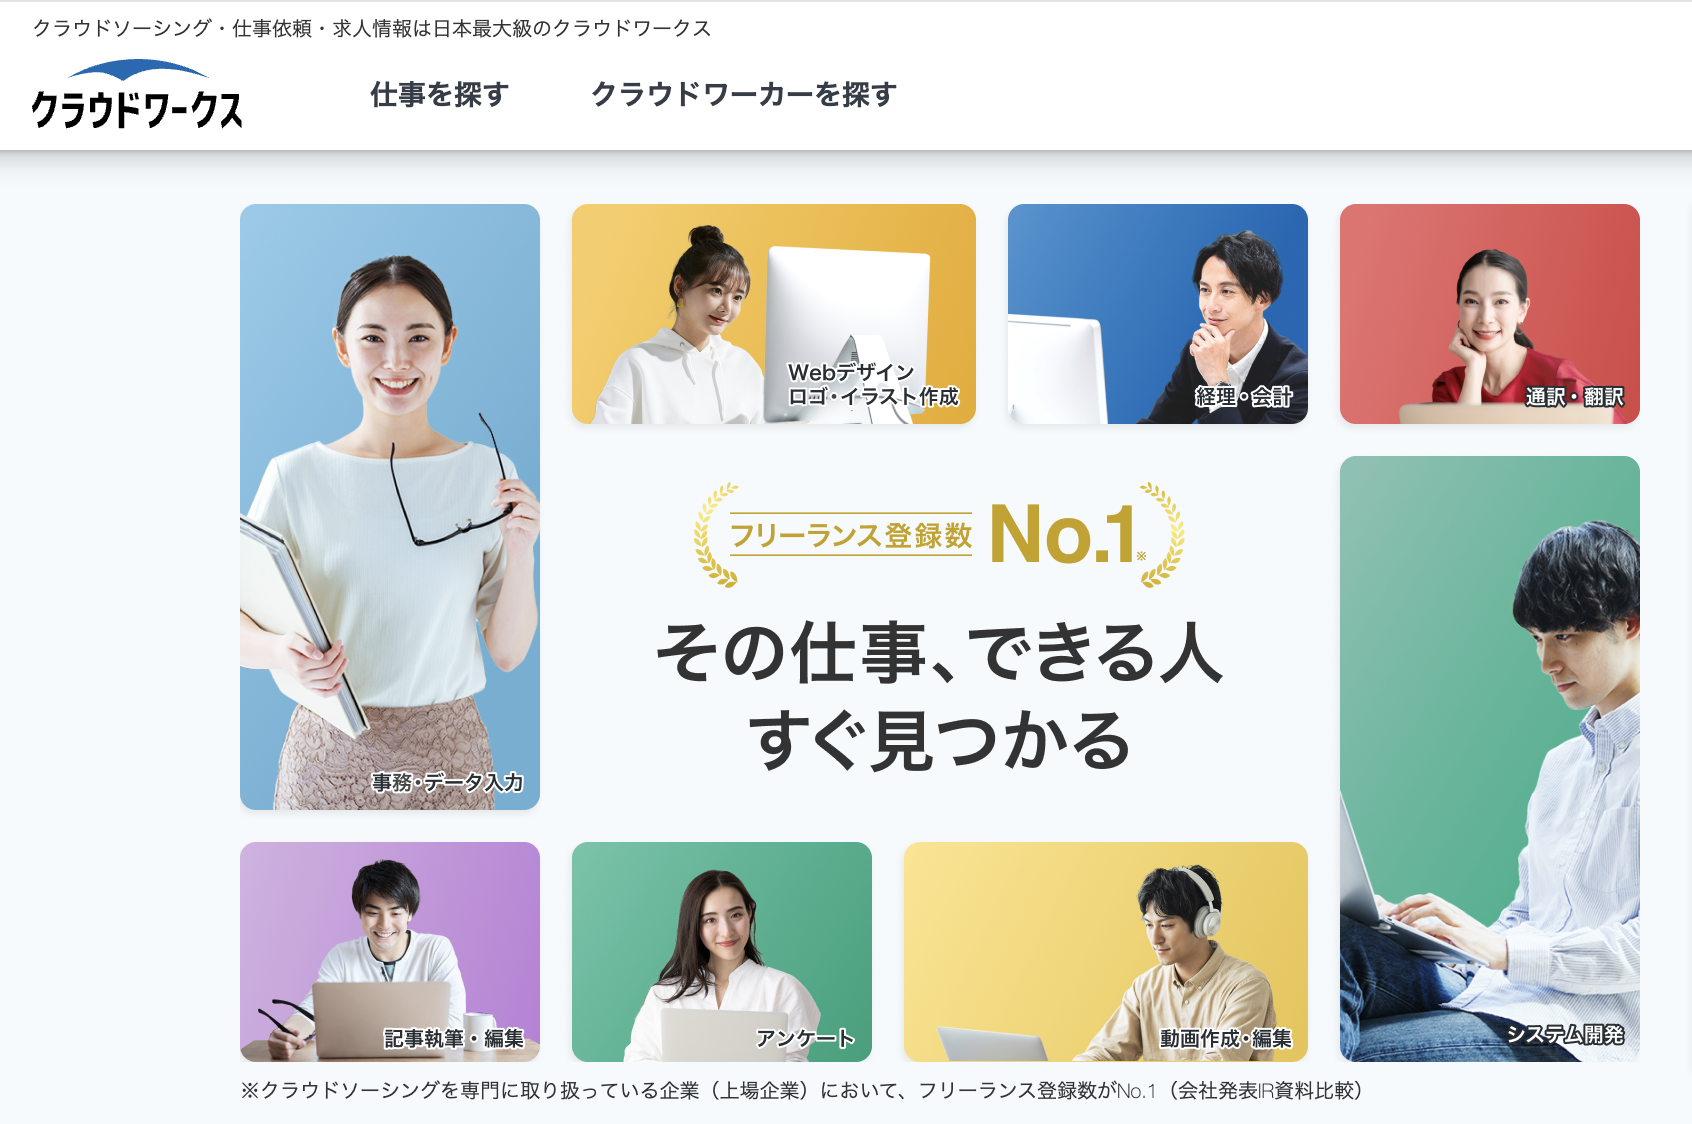 クラウドソーシング・仕事依頼・求人情報は日本最大級のクラウドワークス
クラウドワークス
仕事を探す
クラウドワーカーを探す
Webデザイン
ロゴ・イラスト作成
経理・会計
通訳・翻訳
フリーランス登録数 No.1※
その仕事、できる人
すぐ見つかる
事務・データ入力
システム開発
記事執筆・編集
アンケート
動画作成・編集
※クラウドソーシングを専門に取り扱っている企業（上場企業）において、フリーランス登録数がNo.1（会社発表IR資料比較）